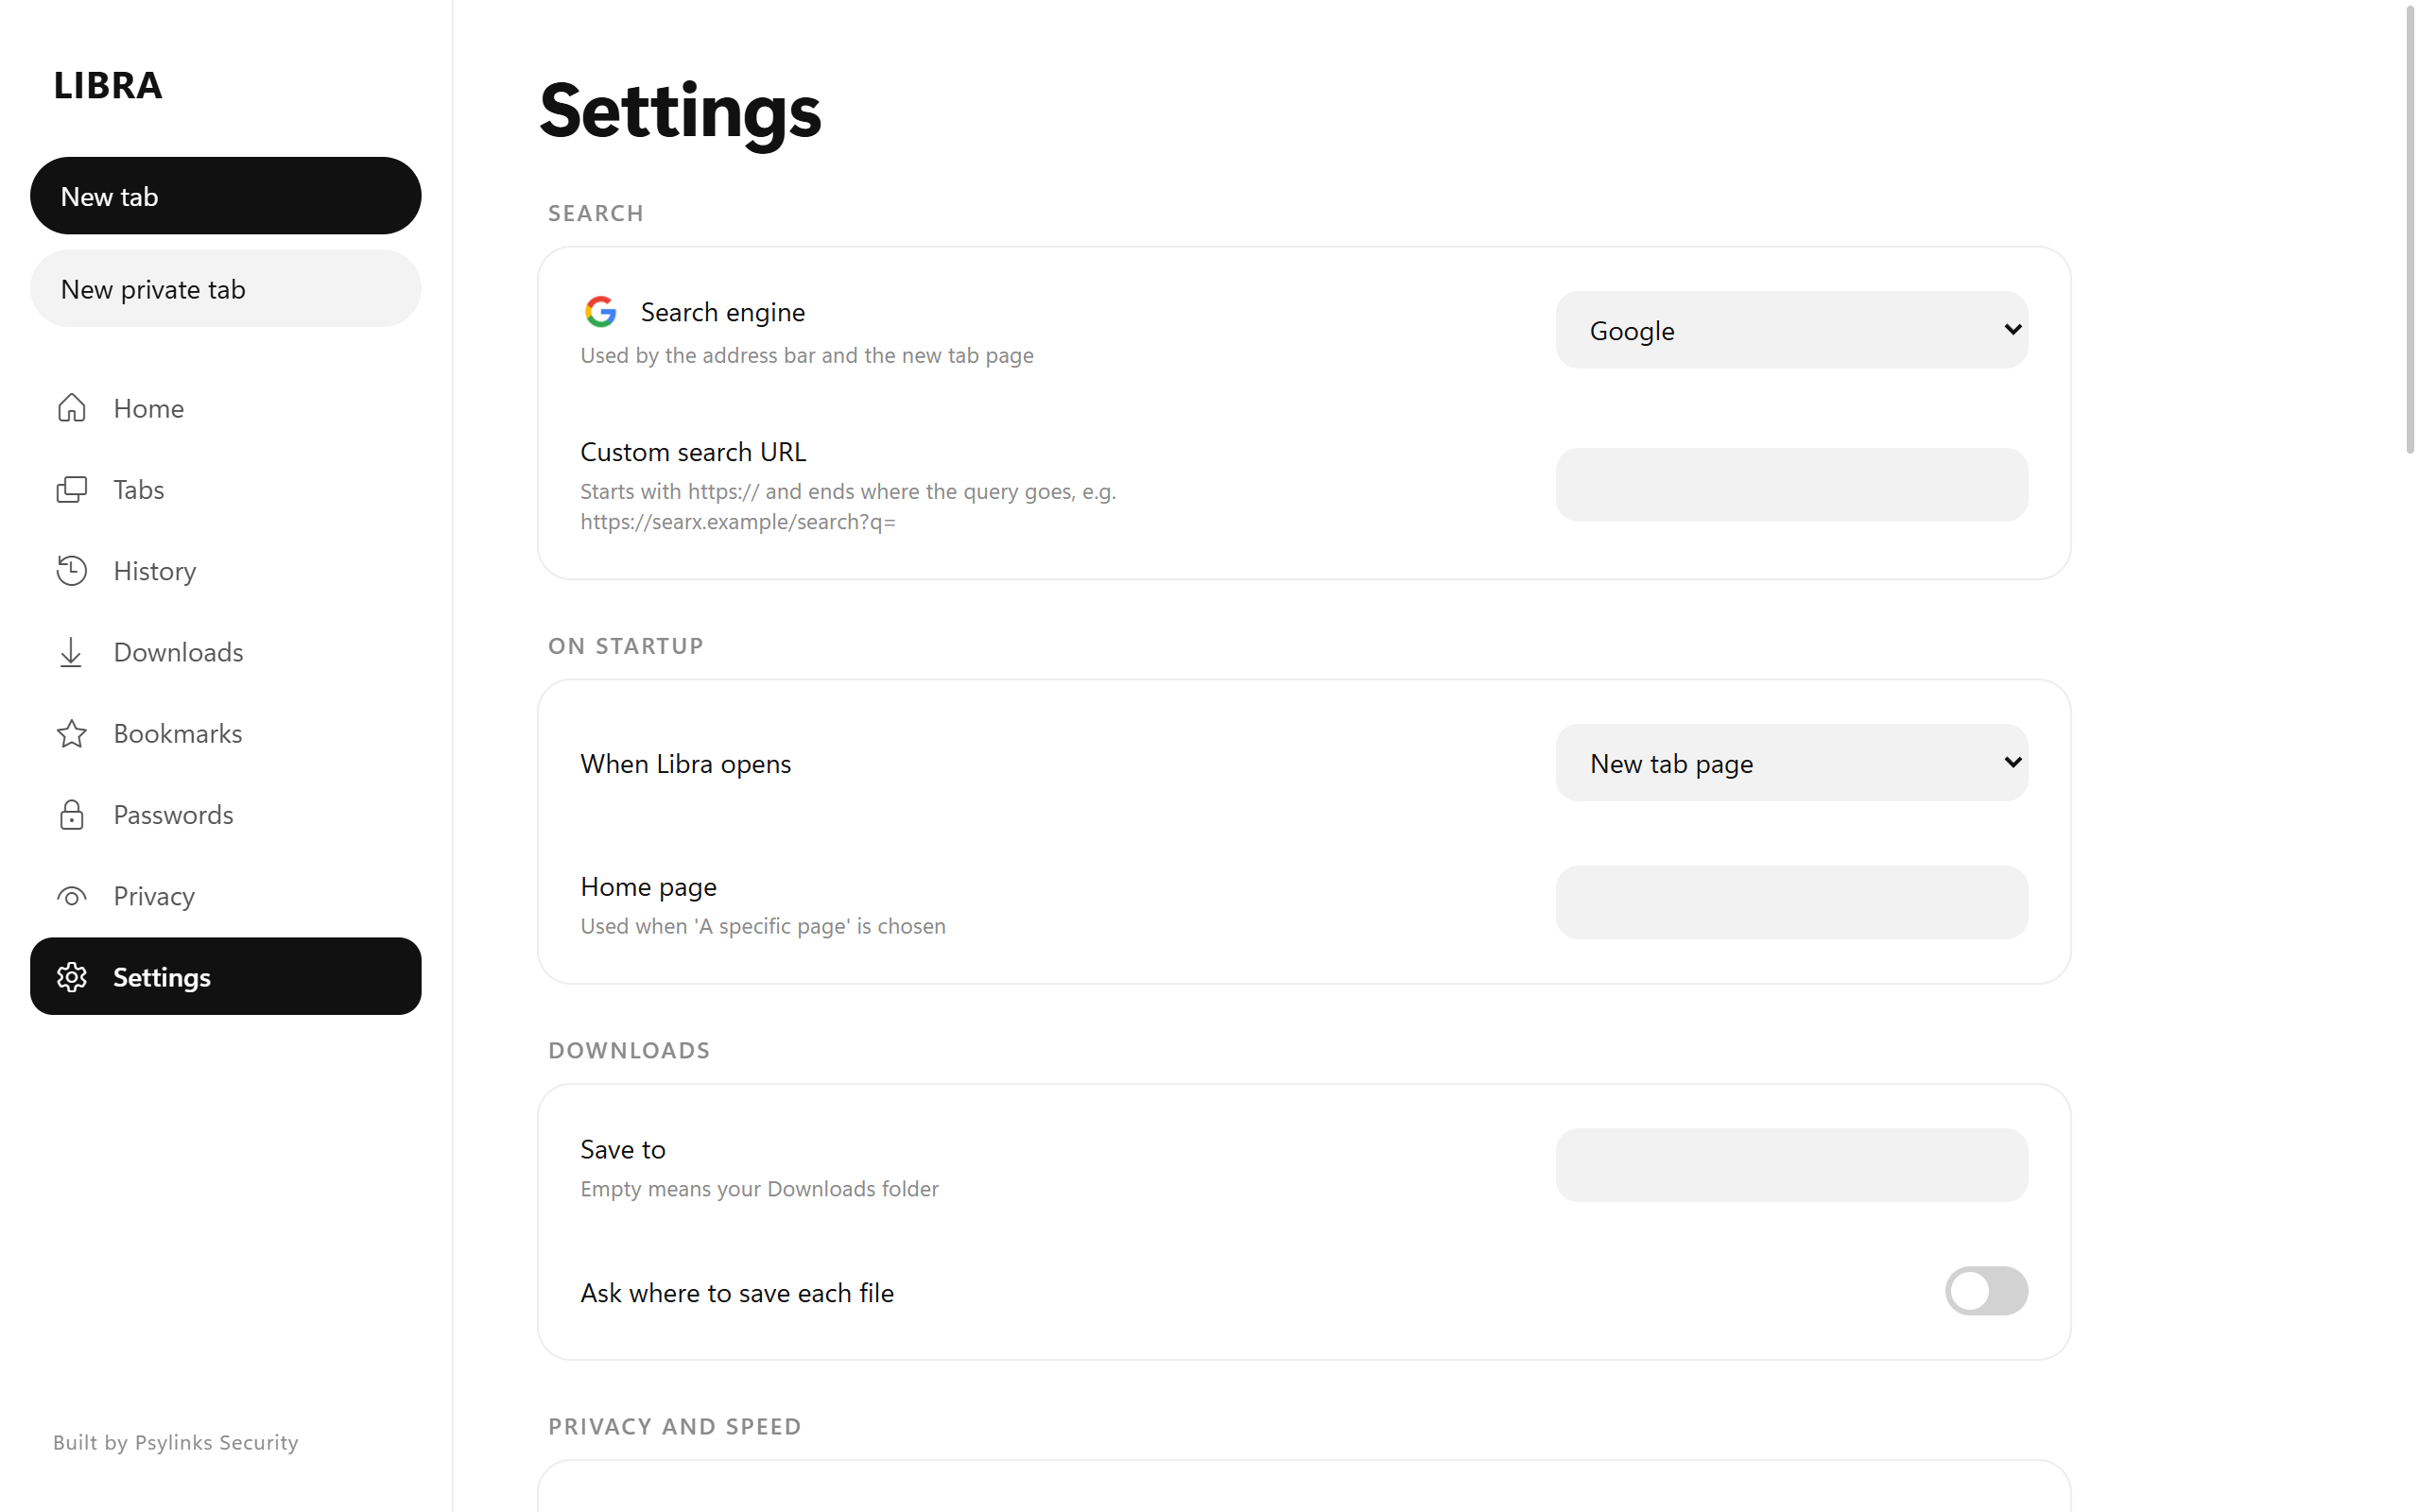 LIBRA
New tab
New private tab
Home
Tabs
History
Downloads
Bookmarks
Passwords
Privacy
Settings
Built by Psylinks Security
Settings
SEARCH
Search engine
Used by the address bar and the new tab page
Google
Custom search URL
Starts with https:// and ends where the query goes, e.g.
https://searx.example/search?q=
ON STARTUP
When Libra opens
New tab page
Home page
Used when 'A specific page' is chosen
DOWNLOADS
Save to
Empty means your Downloads folder
Ask where to save each file
PRIVACY AND SPEED